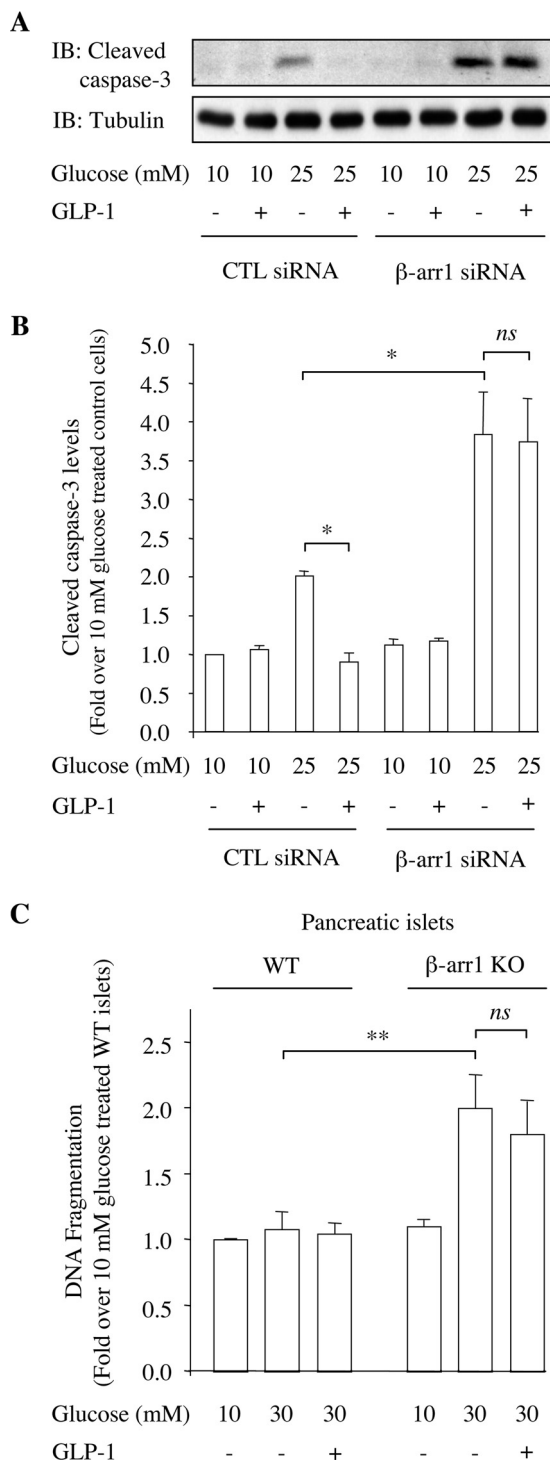 A
IB: Cleaved
caspase-3
IB: Tubulin
Glucose (mM) 10 10 25 25 10 10 25 25
GLP-1 - + - + - + - +
CTL siRNA β-arr1 siRNA
B
Cleaved caspase-3 levels
(Fold over 10 mM glucose treated control cells)
5.0
4.5
4.0
3.5
3.0
2.5
2.0
1.5
1.0
0.5
0.0
* ns
*
Glucose (mM) 10 10 25 25 10 10 25 25
GLP-1 - + - + - + - +
CTL siRNA β-arr1 siRNA
C
Pancreatic islets
WT β-arr1 KO
DNA Fragmentation
(Fold over 10 mM glucose treated WT islets)
2.5
2.0
1.5
1.0
0.5
0.0
** ns
Glucose (mM) 10 30 30 10 30 30
GLP-1 - - + - - +